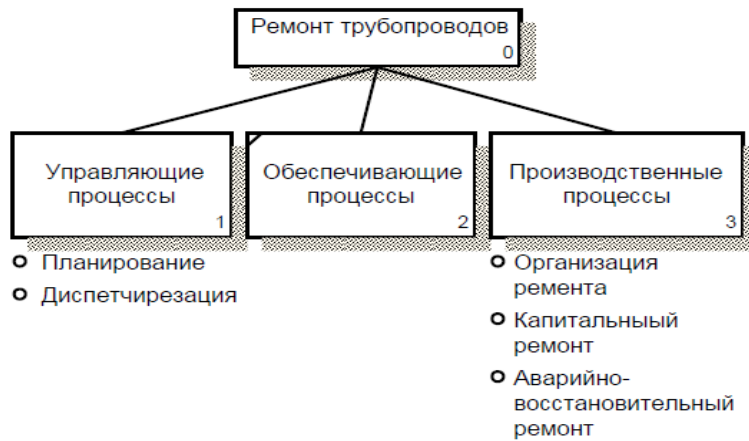 Ремонт трубопроводов
0
Управляющие
процессы
1
Обеспечивающие
процессы
2
Производственные
процессы
3
Планирование
Диспетчирезация
Организация
ремента
Капитальныый
ремонт
Аварийно-
восстановительный
ремонт